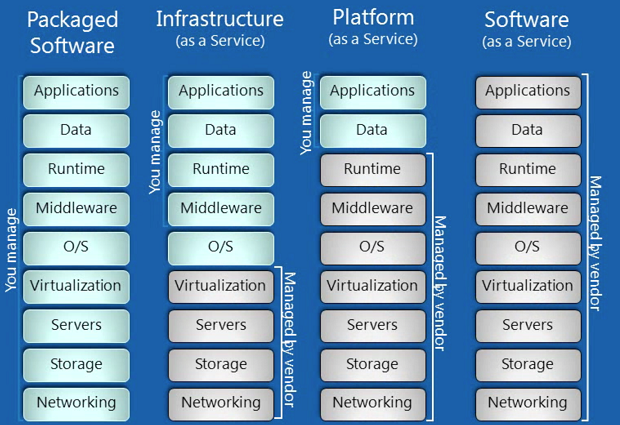 Packaged
Software
You manage
Applications
Data
Runtime
Middleware
O/S
Virtualization
Servers
Storage
Networking
Infrastructure
(as a Service)
You manage
Applications
Data
Runtime
Middleware
O/S
Virtualization
Servers
Storage
Networking
Managed by vendor
Platform
(as a Service)
You manage
Applications
Data
Runtime
Middleware
O/S
Virtualization
Servers
Storage
Networking
Managed by vendor
Software
(as a Service)
Applications
Data
Runtime
Middleware
O/S
Virtualization
Servers
Storage
Networking
Managed by vendor